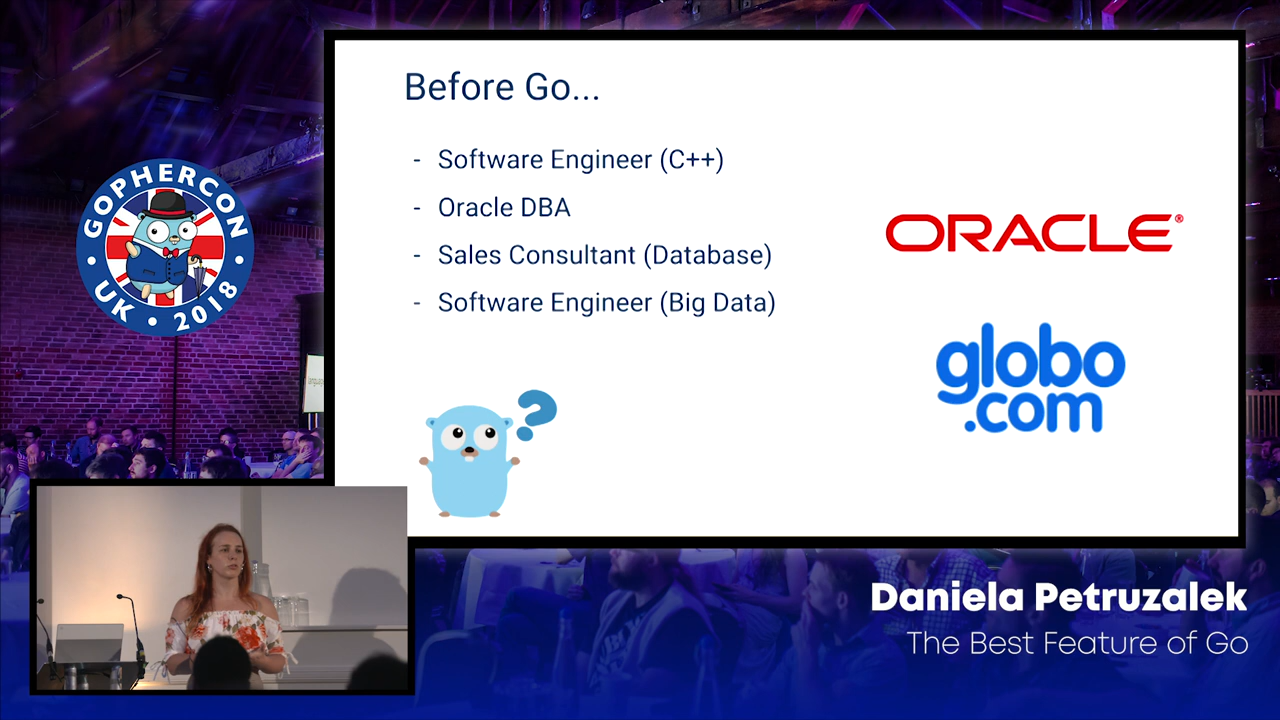 GOPHERCON
UK • 2018
Before Go...
- Software Engineer (C++)
- Oracle DBA
- Sales Consultant (Database)
- Software Engineer (Big Data)
ORACLE®
globo
.com
?
Daniela Petruzalek
The Best Feature of Go